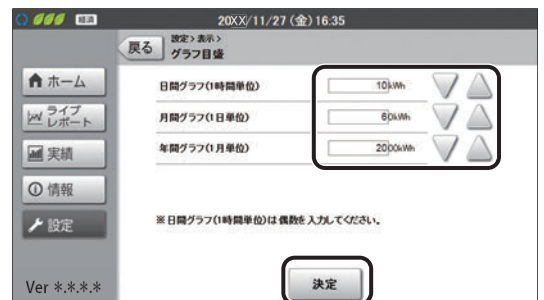 経済
20XX/11/27 (金) 16:35
戻る
設定>表示>
グラフ目盛
ホーム
ライブ
レポート
実績
情報
設定
Ver *.*.*.*
日間グラフ(1時間単位)
10kWh
月間グラフ(1日単位)
60kWh
年間グラフ(1月単位)
2000kWh
※日間グラフ(1時間単位)は偶数を入力してください。
決定